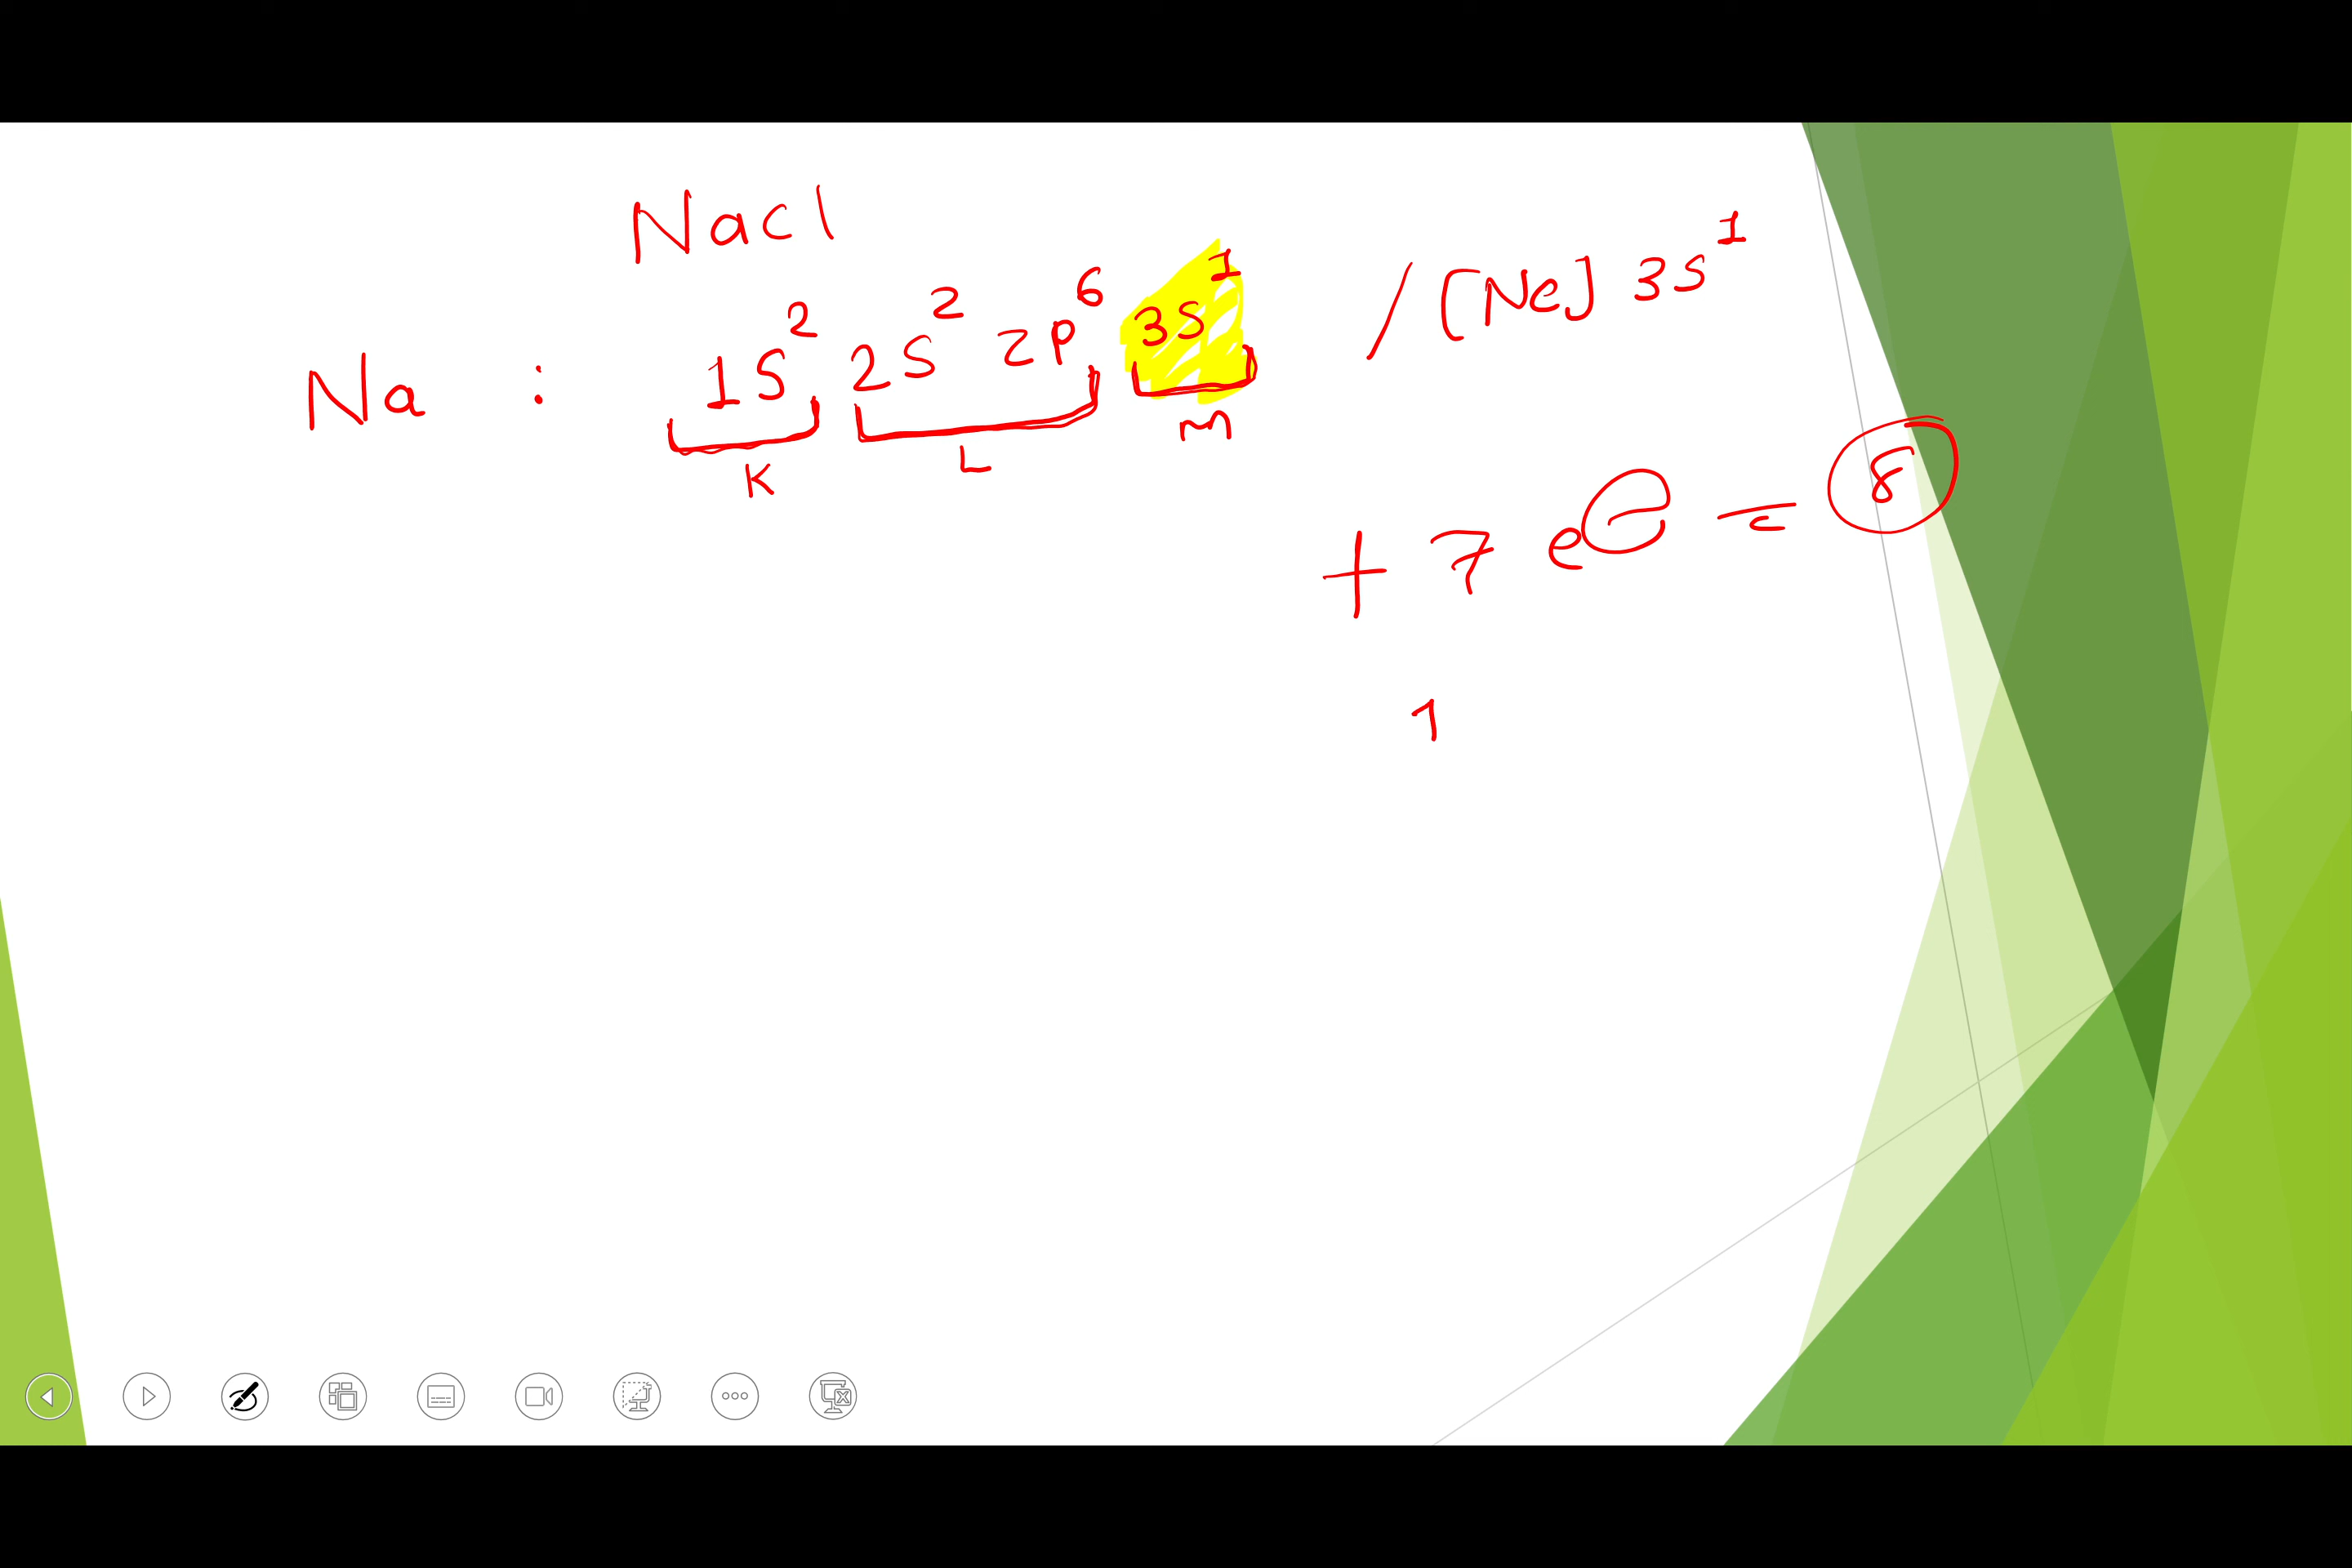 Nacl
Na : 1s² 2s² 2p⁶ 3s¹ / [Ne] 3s¹
K L m
+ 7 e⊖ = 8
1